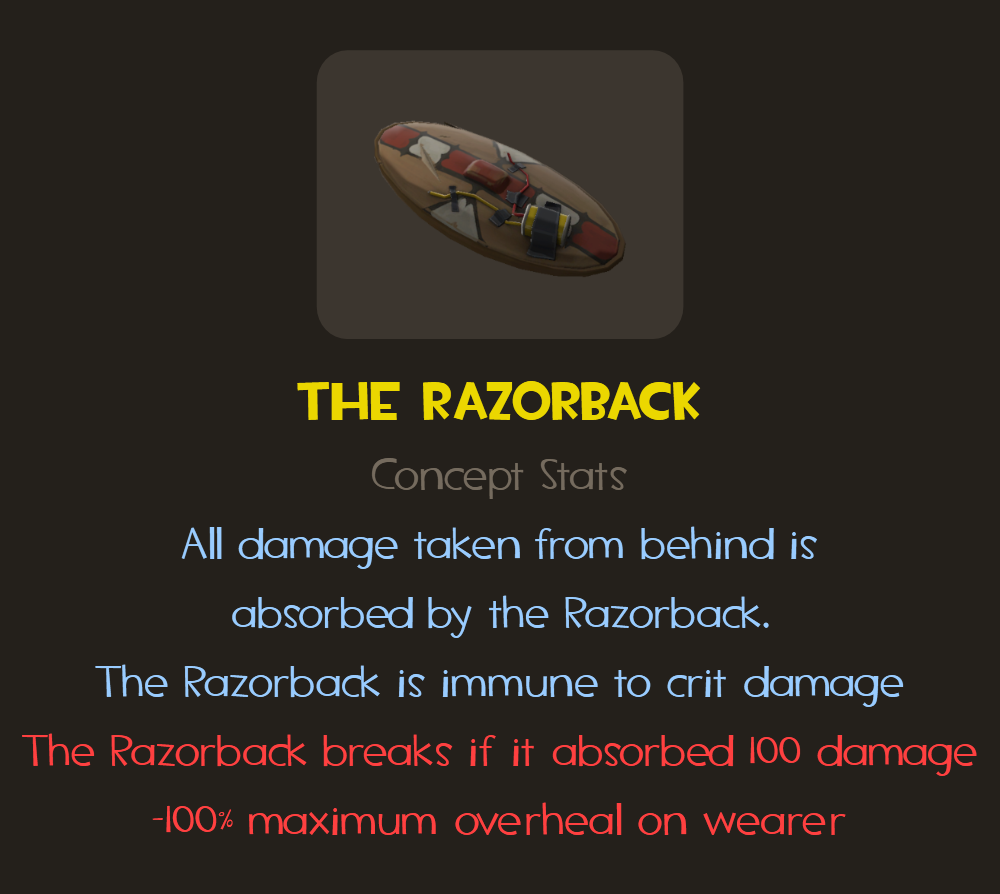 THE RAZORBACK
Concept Stats
All damage taken from behind is
absorbed by the Razorback.
The Razorback is immune to crit damage
The Razorback breaks if it absorbed 100 damage
-100% maximum overheal on wearer